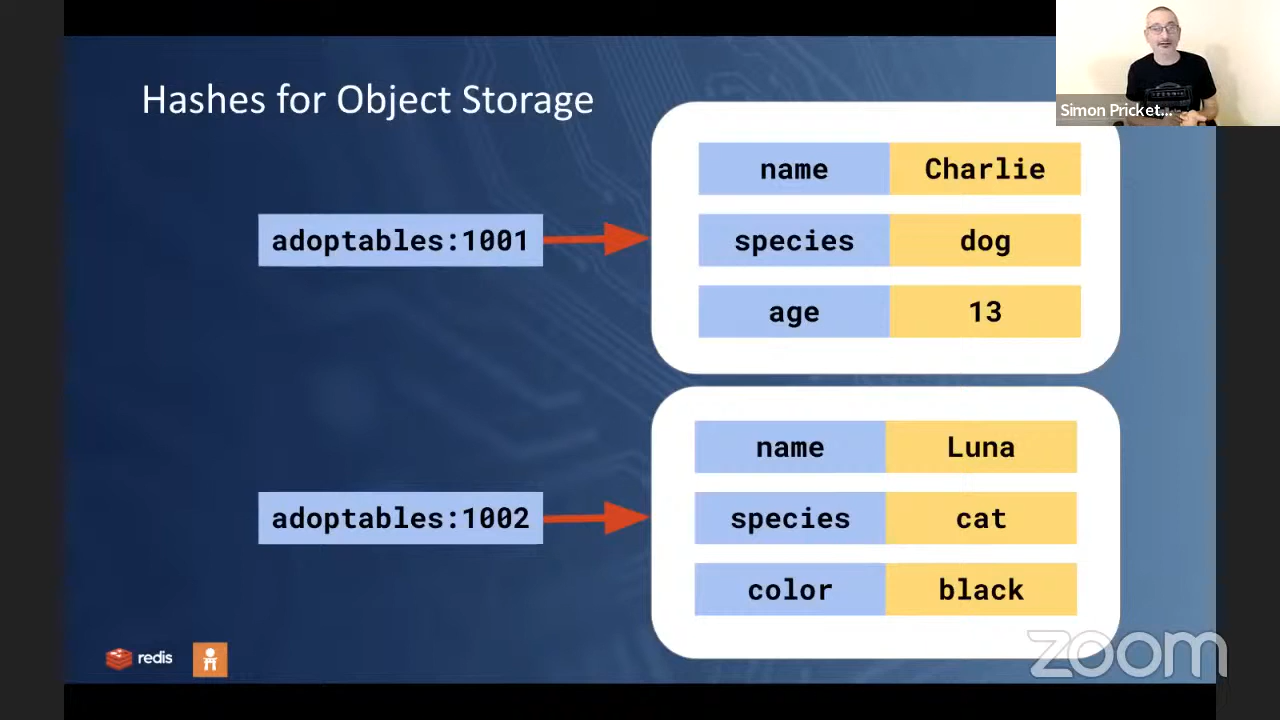 Hashes for Object Storage
Simon Pricket...
name Charlie
adoptables:1001
species dog
age 13
name Luna
adoptables:1002
species cat
color black
redis
zoom